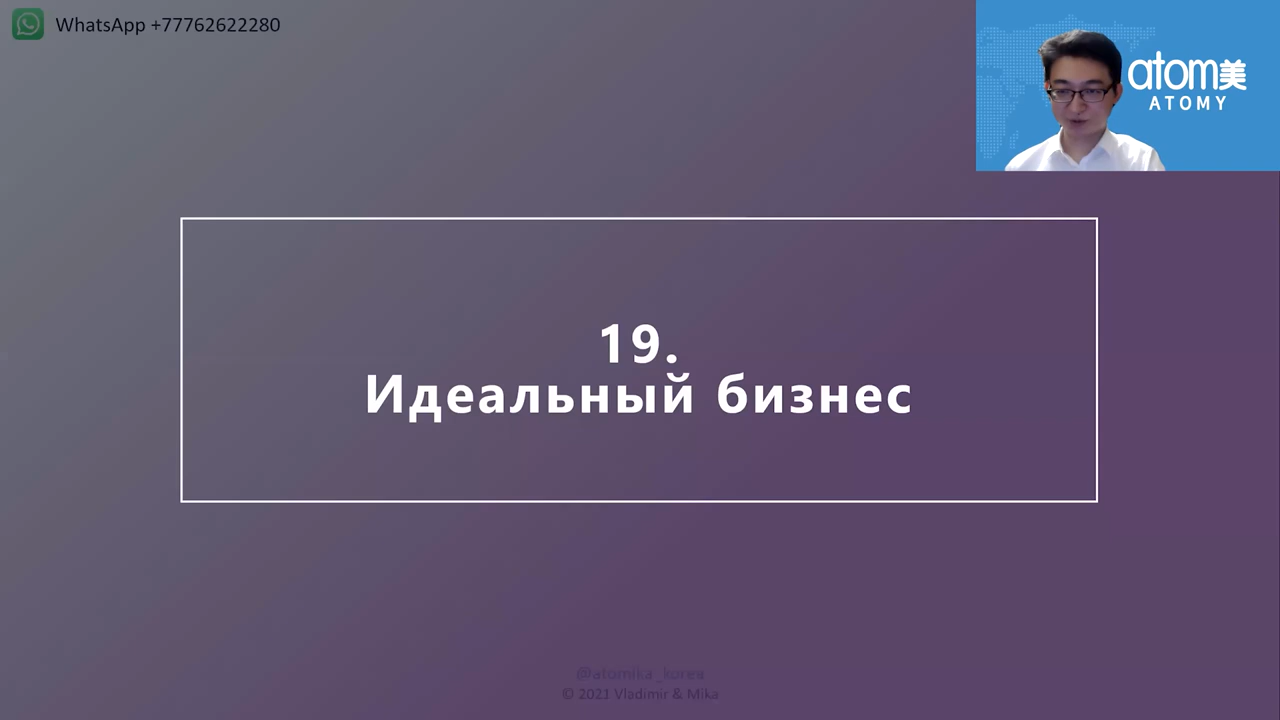 WhatsApp +77762622280
atom美
ATOMY
19.
Идеальный бизнес
@atomika_korea
© 2021 Vladimir & Mika